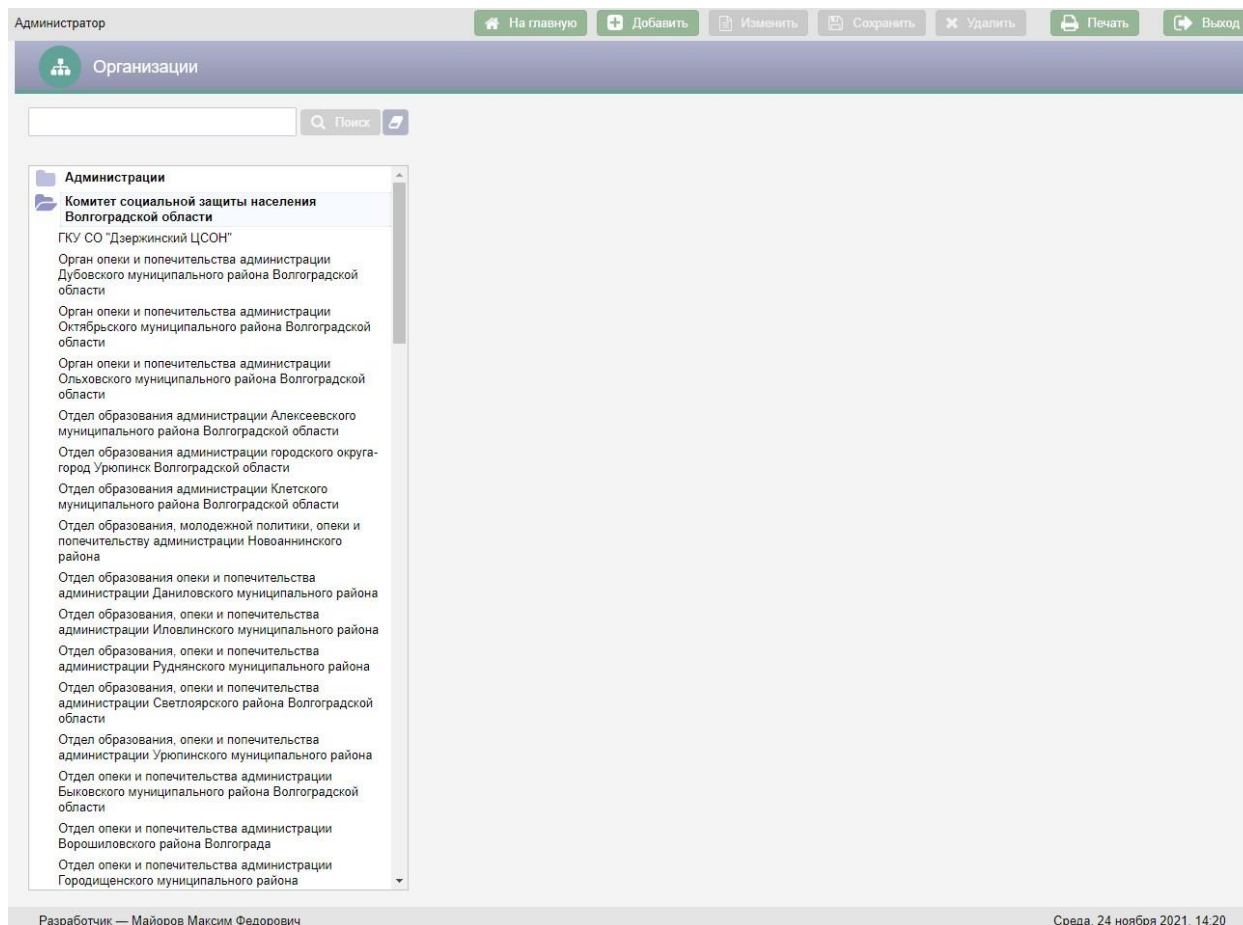 Администратор
На главную
Добавить
Изменить
Сохранить
Удалить
Печать
Выход
Организации
Поиск
Администрации
Комитет социальной защиты населения
Волгоградской области
ГКУ СО "Дзержинский ЦСОН"
Орган опеки и попечительства администрации
Дубовского муниципального района Волгоградской
области
Орган опеки и попечительства администрации
Октябрьского муниципального района Волгоградской
области
Орган опеки и попечительства администрации
Ольховского муниципального района Волгоградской
области
Отдел образования администрации Алексеевского
муниципального района Волгоградской области
Отдел образования администрации городского округа-
город Урюпинск Волгоградской области
Отдел образования администрации Клетского
муниципального района Волгоградской области
Отдел образования, молодежной политики, опеки и
попечительству администрации Новоаннинского
района
Отдел образования опеки и попечительства
администрации Даниловского муниципального района
Отдел образования, опеки и попечительства
администрации Иловлинского муниципального района
Отдел образования, опеки и попечительства
администрации Руднянского муниципального района
Отдел образования, опеки и попечительства
администрации Светлоярского района Волгоградской
области
Отдел образования, опеки и попечительства
администрации Урюпинского муниципального района
Отдел опеки и попечительства администрации
Быковского муниципального района Волгоградской
области
Отдел опеки и попечительства администрации
Ворошиловского района Волгограда
Отдел опеки и попечительства администрации
Городищенского муниципального района
Разработчик — Майоров Максим Федорович
Среда, 24 ноября 2021, 14:20